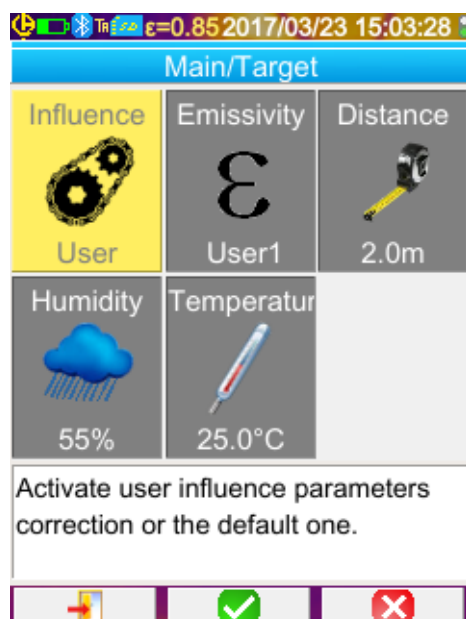 ε=0.85 2017/03/23 15:03:28
Main/Target
Influence Emissivity Distance
ε
User User1 2.0m
Humidity Temperatur
55% 25.0°C
Activate user influence parameters
correction or the default one.